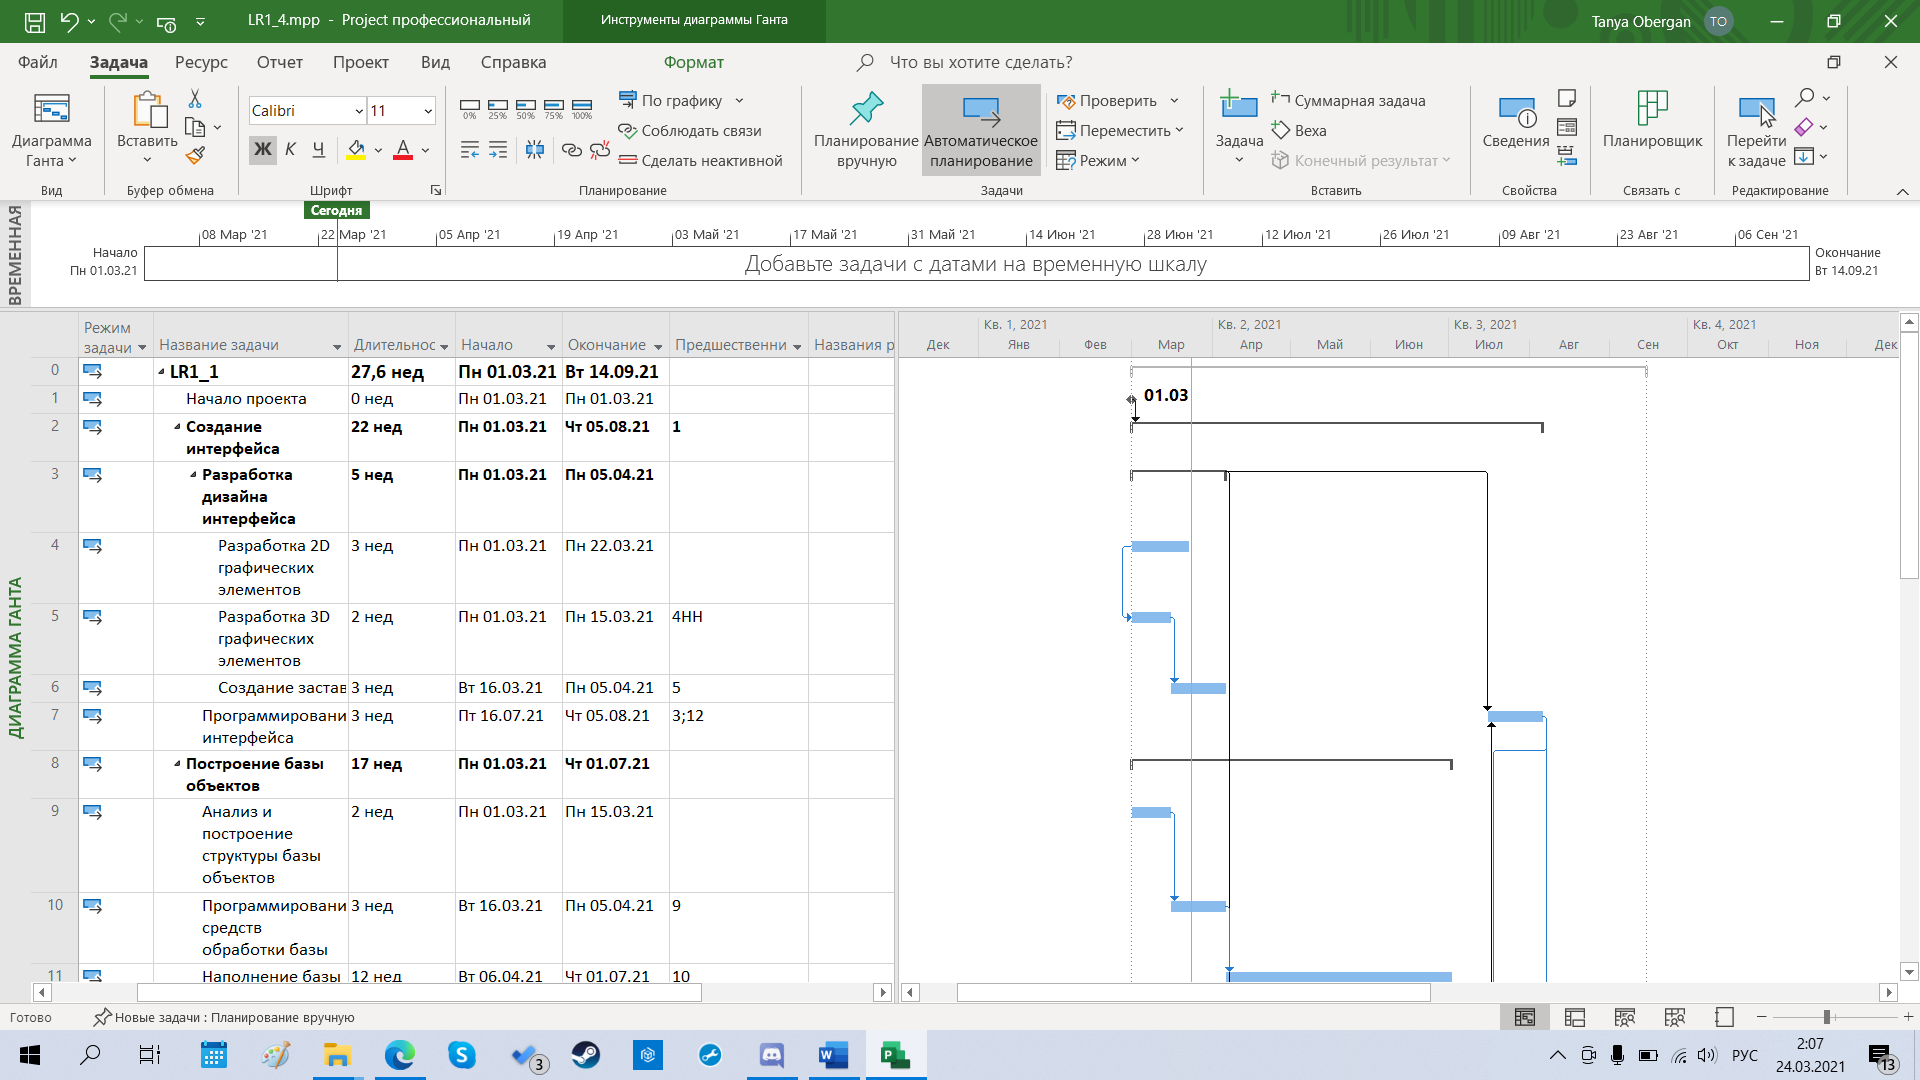 LR1_4.mpp - Project профессиональный
Инструменты диаграммы Ганта
Tanya Obergan
TO
Файл
Задача
Ресурс
Отчет
Проект
Вид
Справка
Формат
Что вы хотите сделать?
Диаграмма
Ганта
Вид
Вставить
Буфер обмена
Calibri
11
Ж К Ч
Шрифт
0% 25% 50% 75% 100%
По графику
Соблюдать связи
Сделать неактивной
Планирование
Планирование
вручную
Автоматическое
планирование
Проверить
Переместить
Режим
Задачи
Задача
Суммарная задача
Веха
Конечный результат
Вставить
Сведения
Свойства
Планировщик
Связать с
Перейти
к задаче
Редактирование
ВРЕМЕННАЯ
Сегодня
08 Мар '21
22 Мар '21
05 Апр '21
19 Апр '21
03 Май '21
17 Май '21
31 Май '21
14 Июн '21
28 Июн '21
12 Июл '21
26 Июл '21
09 Авг '21
23 Авг '21
06 Сен '21
Начало
Пн 01.03.21
Добавьте задачи с датами на временную шкалу
Окончание
Вт 14.09.21
ДИАГРАММА ГАНТА
Режим
задачи
Название задачи
Длительнос
Начало
Окончание
Предшественни
Названия р
Кв. 1, 2021
Кв. 2, 2021
Кв. 3, 2021
Кв. 4, 2021
Дек
Янв
Фев
Мар
Апр
Май
Июн
Июл
Авг
Сен
Окт
Ноя
Дек
0 LR1_1 27,6 нед Пн 01.03.21 Вт 14.09.21
1 Начало проекта 0 нед Пн 01.03.21 Пн 01.03.21
01.03
2 Создание 22 нед Пн 01.03.21 Чт 05.08.21 1
интерфейса
3 Разработка 5 нед Пн 01.03.21 Пн 05.04.21
дизайна
интерфейса
4 Разработка 2D 3 нед Пн 01.03.21 Пн 22.03.21
графических
элементов
5 Разработка 3D 2 нед Пн 01.03.21 Пн 15.03.21 4НН
графических
элементов
6 Создание застав 3 нед Вт 16.03.21 Пн 05.04.21 5
7 Программировани 3 нед Пт 16.07.21 Чт 05.08.21 3;12
интерфейса
8 Построение базы 17 нед Пн 01.03.21 Чт 01.07.21
объектов
9 Анализ и 2 нед Пн 01.03.21 Пн 15.03.21
построение
структуры базы
объектов
10 Программировани 3 нед Вт 16.03.21 Пн 05.04.21 9
средств
обработки базы
11 Наполнение базы 12 нед Вт 06.04.21 Чт 01.07.21 10
Готово
Новые задачи : Планирование вручную
3
РУС
2:07
24.03.2021
13